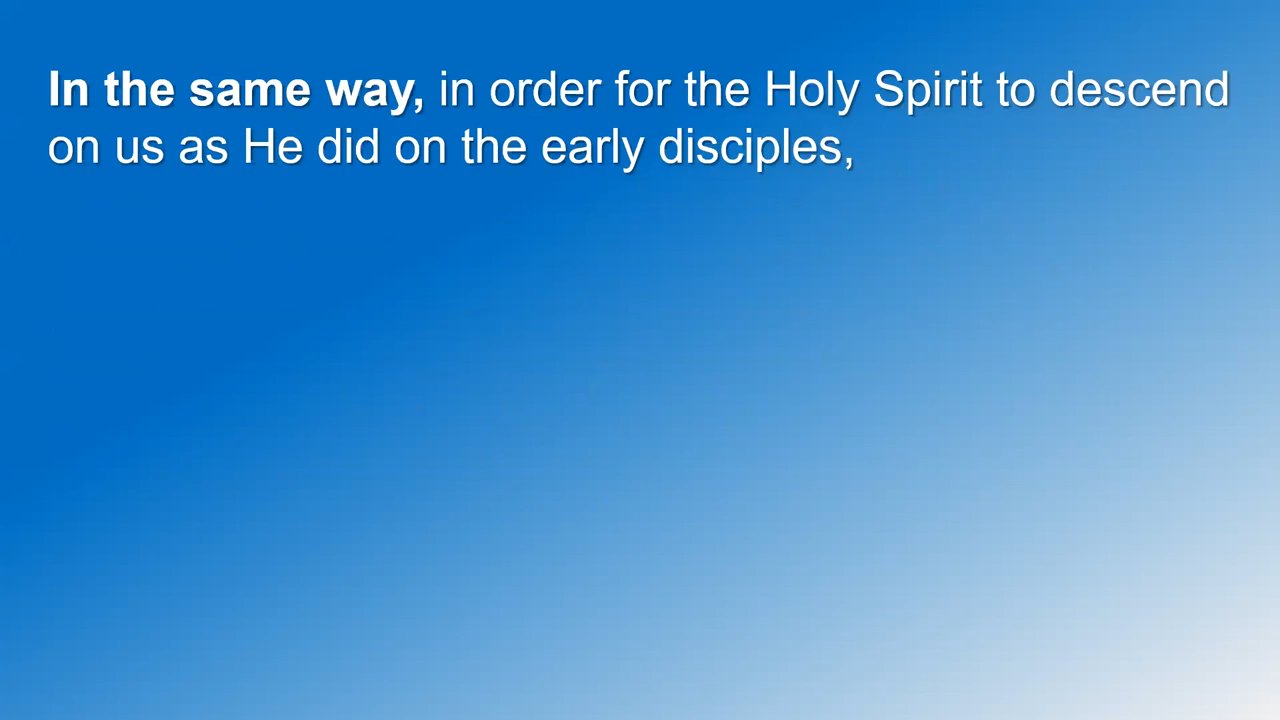 In the same way, in order for the Holy Spirit to descend
on us as He did on the early disciples,